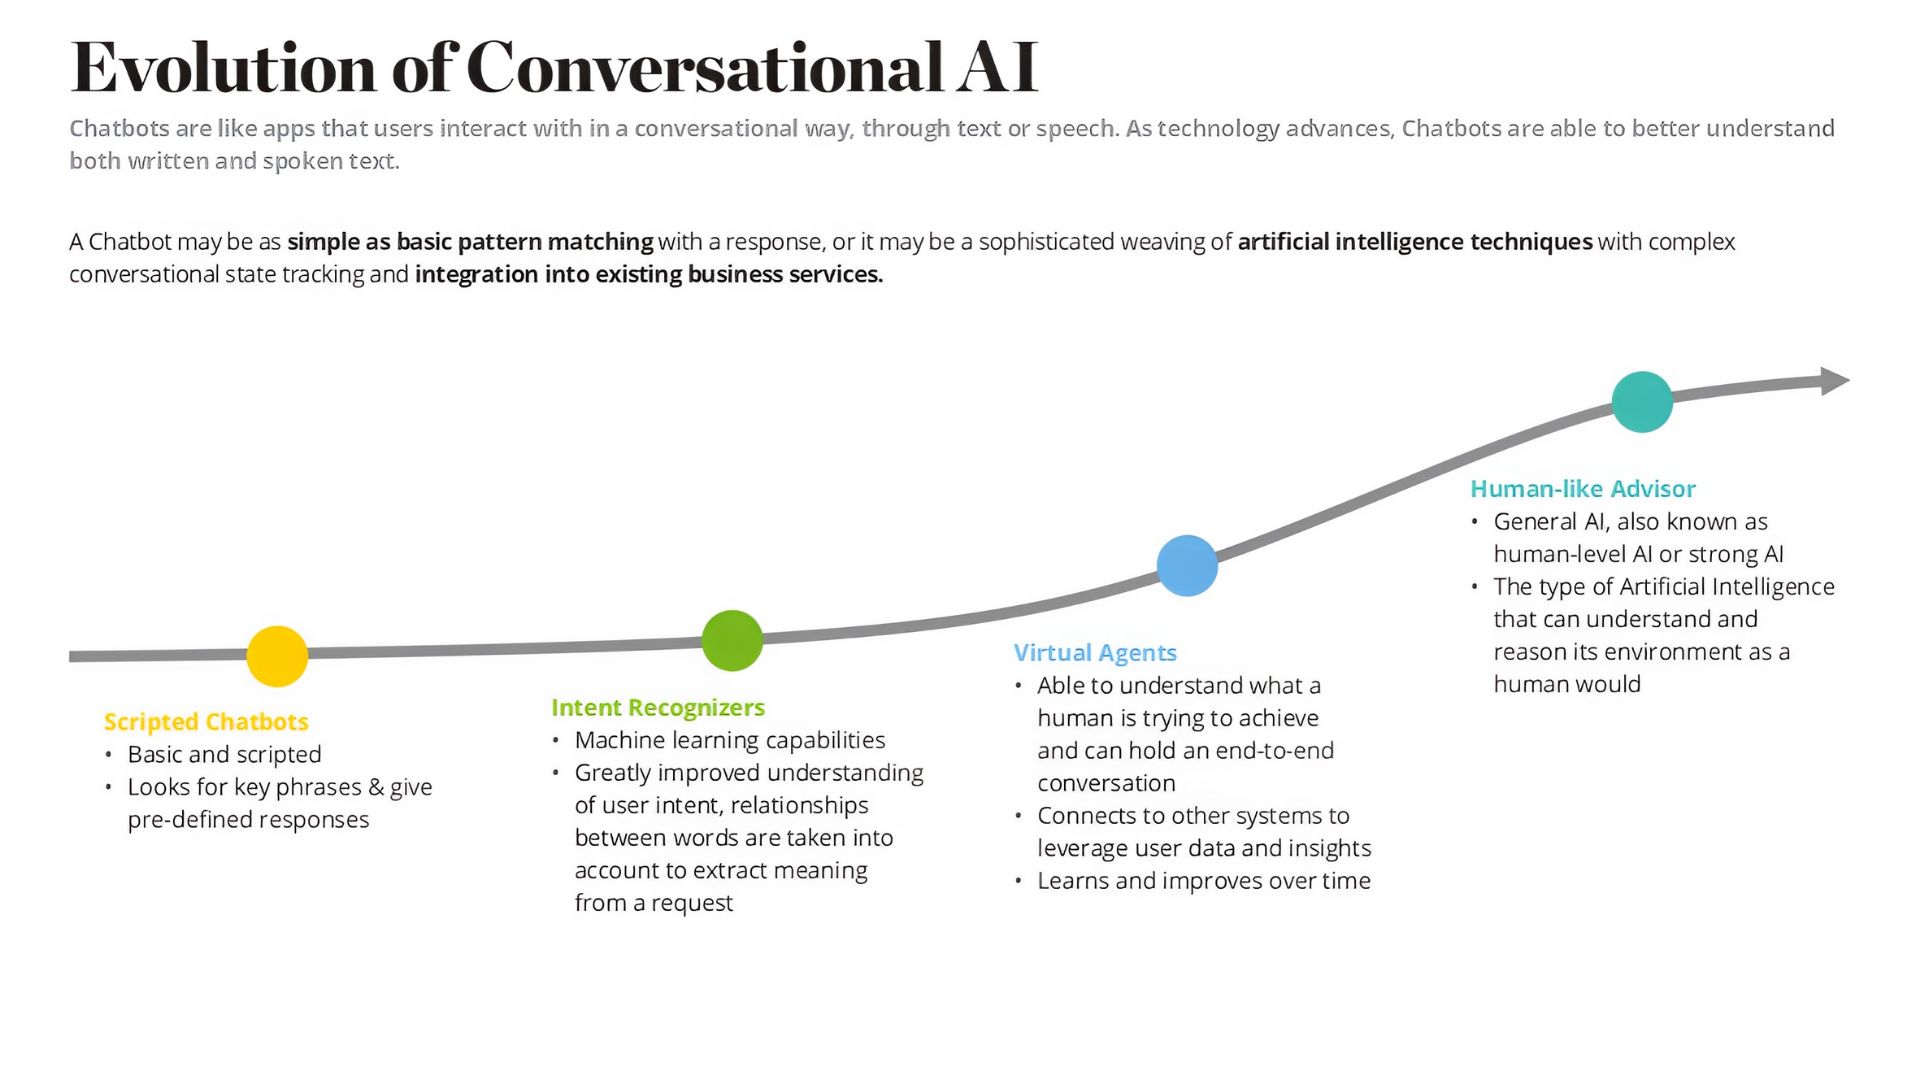 Evolution of Conversational AI
Chatbots are like apps that users interact with in a conversational way, through text or speech. As technology advances, Chatbots are able to better understand
both written and spoken text.
A Chatbot may be as simple as basic pattern matching with a response, or it may be a sophisticated weaving of artificial intelligence techniques with complex
conversational state tracking and integration into existing business services.
Scripted Chatbots
• Basic and scripted
• Looks for key phrases & give
pre-defined responses
Intent Recognizers
• Machine learning capabilities
• Greatly improved understanding
of user intent, relationships
between words are taken into
account to extract meaning
from a request
Virtual Agents
• Able to understand what a
human is trying to achieve
and can hold an end-to-end
conversation
• Connects to other systems to
leverage user data and insights
• Learns and improves over time
Human-like Advisor
• General AI, also known as
human-level AI or strong AI
• The type of Artificial Intelligence
that can understand and
reason its environment as a
human would